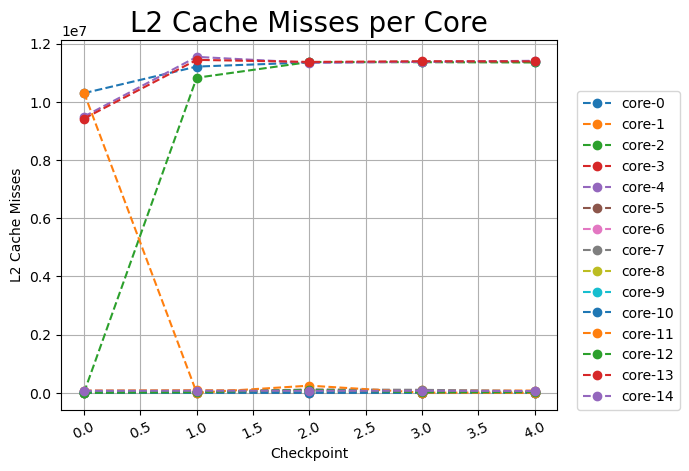 L2 Cache Misses per Core
1e7
1.2
1.0
0.8
0.6
0.4
0.2
0.0
L2 Cache Misses
0.0 0.5 1.0 1.5 2.0 2.5 3.0 3.5 4.0
Checkpoint
core-0
core-1
core-2
core-3
core-4
core-5
core-6
core-7
core-8
core-9
core-10
core-11
core-12
core-13
core-14